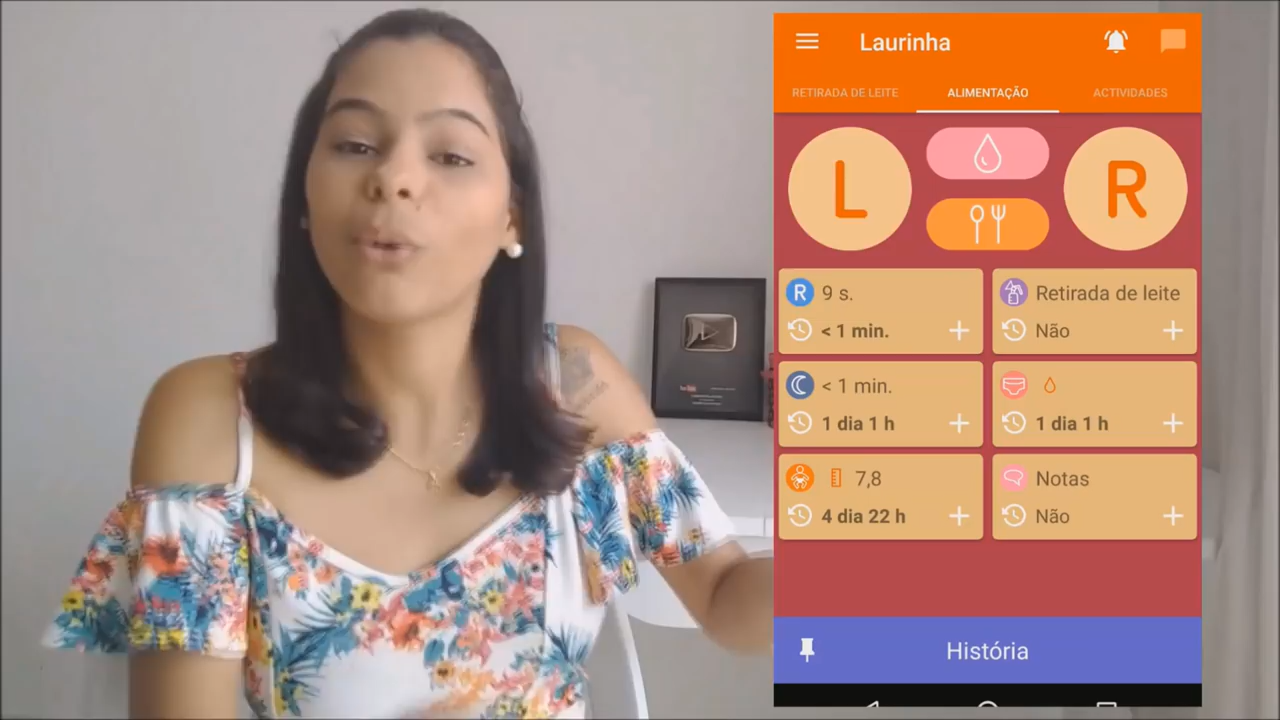 Laurinha
RETIRADA DE LEITE
ALIMENTAÇÃO
ACTIVIDADES
L
R
R 9 s.
< 1 min.
Retirada de leite
Não
< 1 min.
1 dia 1 h
1 dia 1 h
7,8
4 dia 22 h
Notas
Não
História